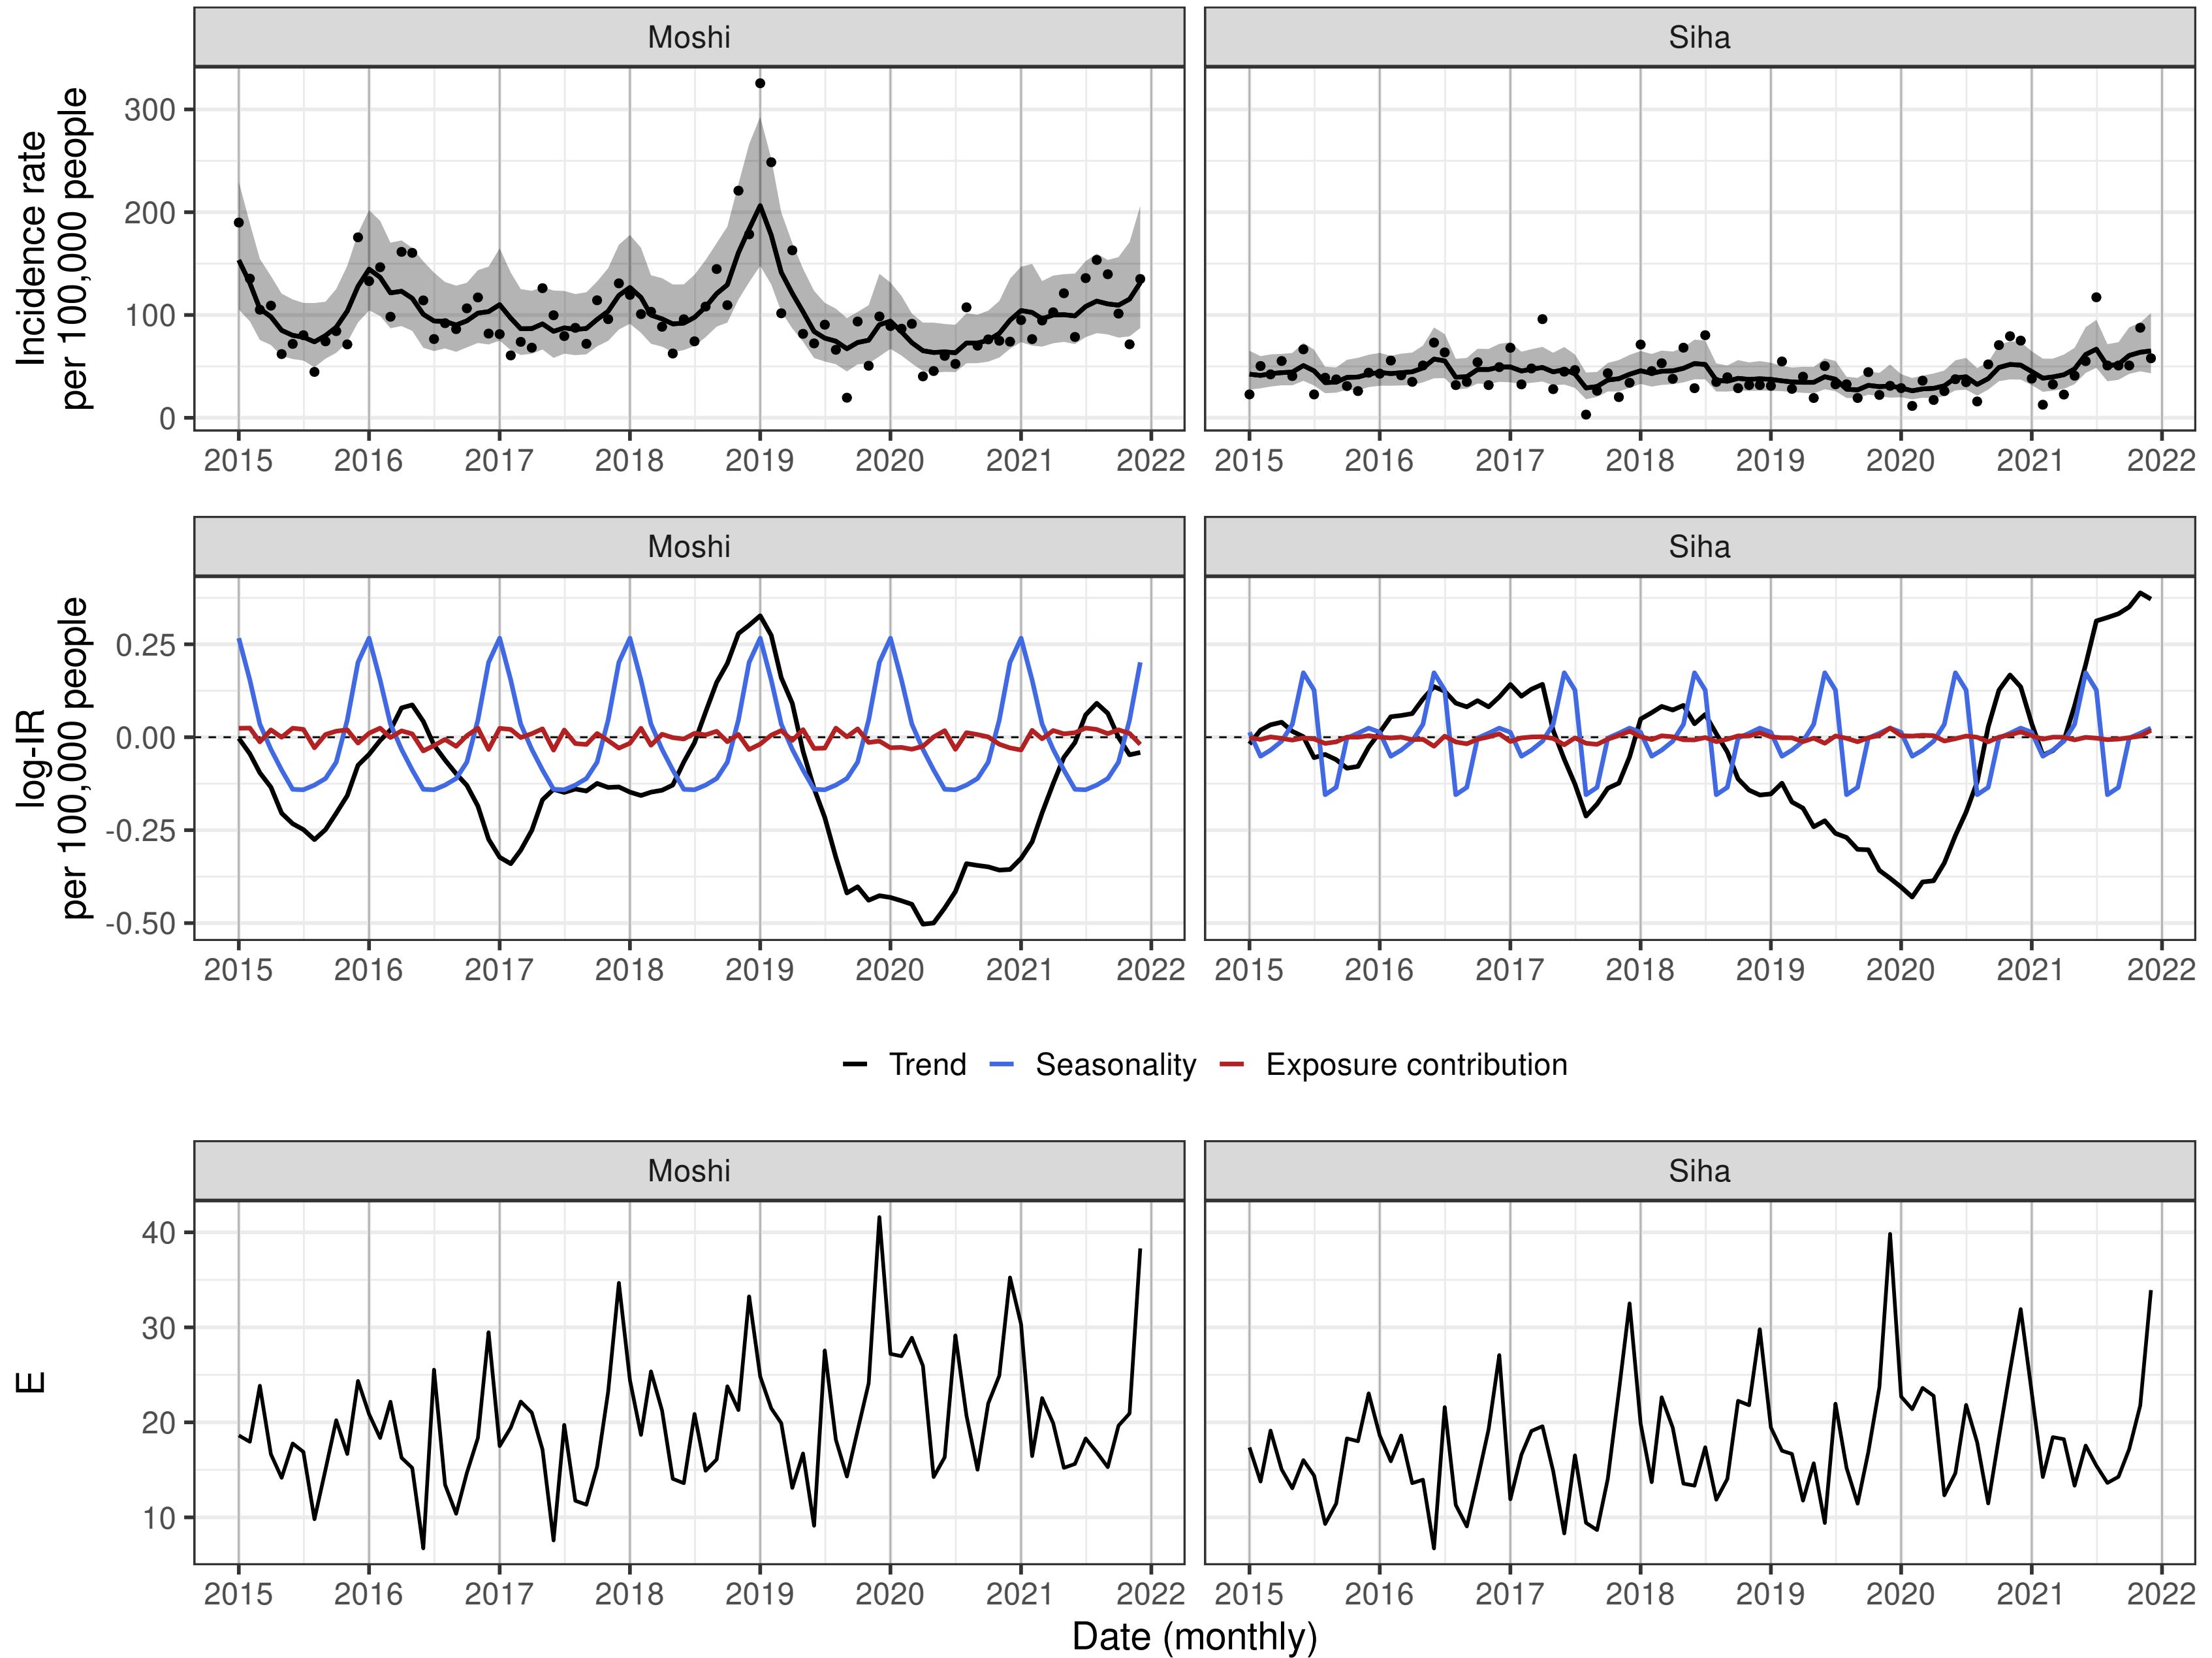 Moshi
Siha
Incidence rate
per 100,000 people
300
200
100
0
2015 2016 2017 2018 2019 2020 2021 2022
2015 2016 2017 2018 2019 2020 2021 2022
Moshi
Siha
log-IR
per 100,000 people
0.25
0.00
-0.25
-0.50
2015 2016 2017 2018 2019 2020 2021 2022
2015 2016 2017 2018 2019 2020 2021 2022
Trend Seasonality Exposure contribution
Moshi
Siha
E
40
30
20
10
2015 2016 2017 2018 2019 2020 2021 2022
2015 2016 2017 2018 2019 2020 2021 2022
Date (monthly)